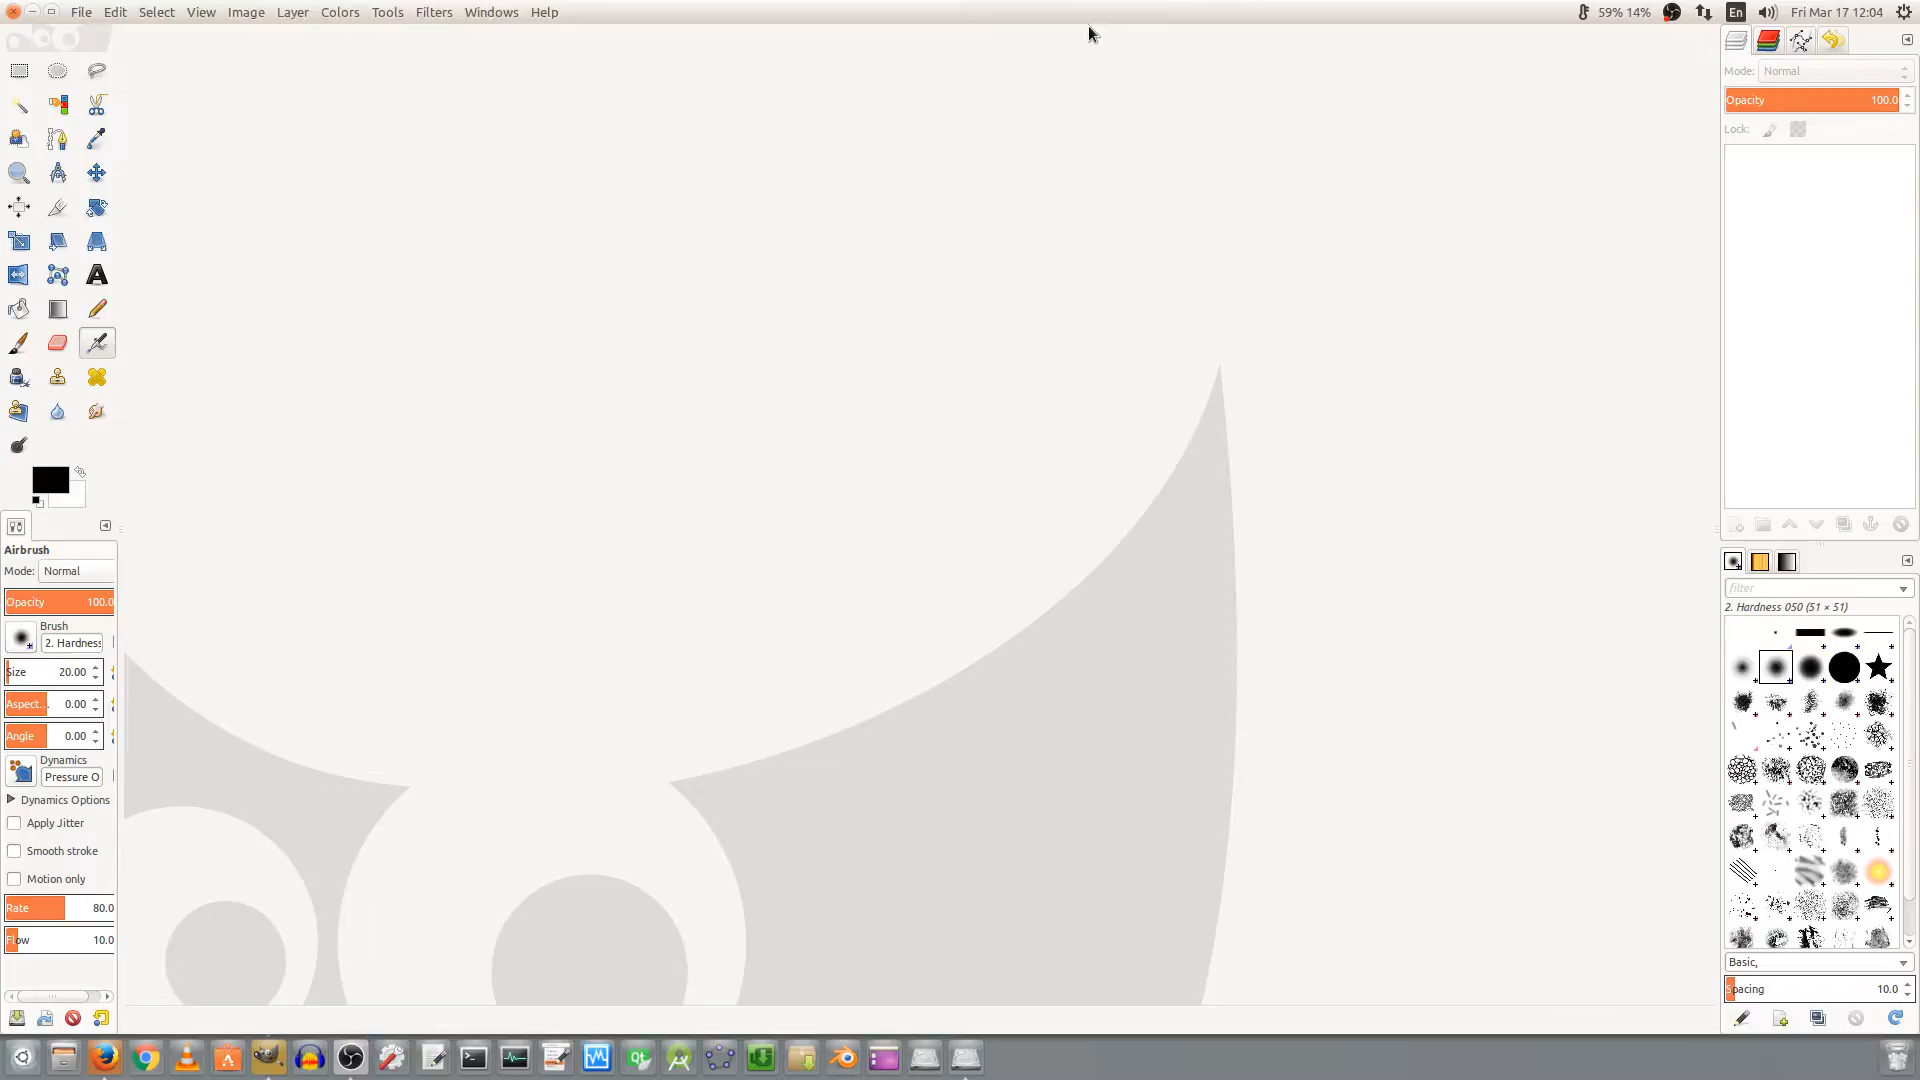 File Edit Select View Image Layer Colors Tools Filters Windows Help
59% 14% En Fri Mar 17 12:04
Mode: Normal
Opacity 100.0
Lock:
Airbrush
Mode: Normal
Opacity 100.0
Brush
2. Hardness
Size 20.00
Aspect... 0.00
Angle 0.00
Dynamics
Pressure O
Dynamics Options
Apply Jitter
Smooth stroke
Motion only
Rate 80.0
Flow 10.0
filter
2. Hardness 050 (51 × 51)
Basic,
Spacing 10.0